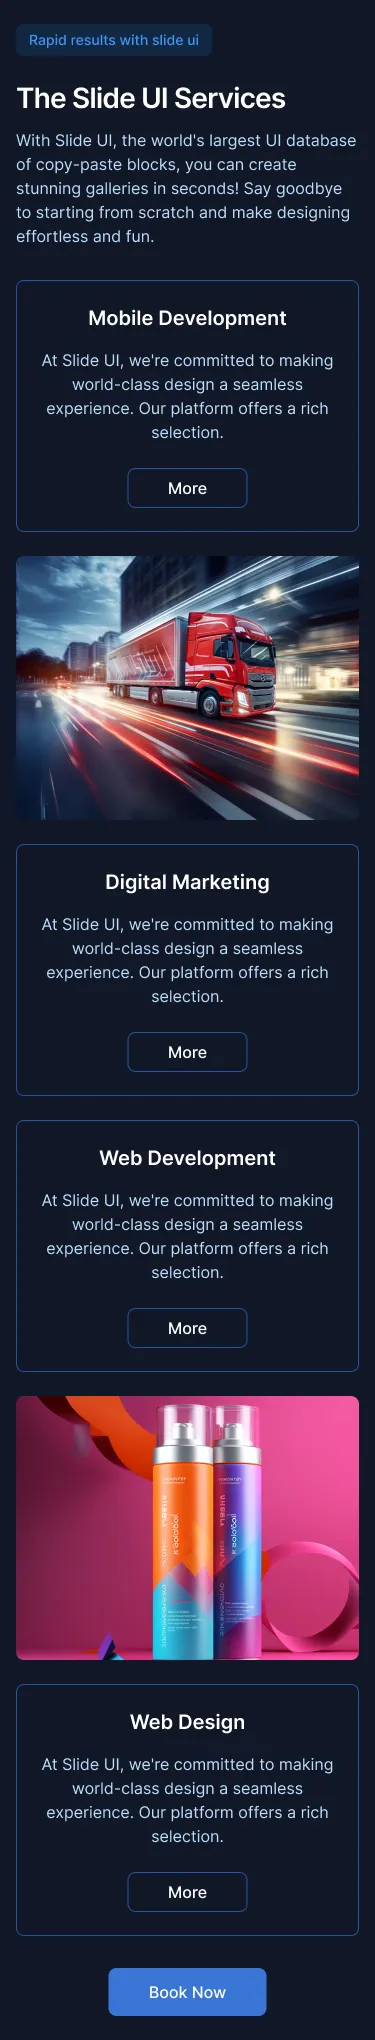 Rapid results with slide ui
The Slide UI Services
With Slide UI, the world's largest UI database
of copy-paste blocks, you can create
stunning galleries in seconds! Say goodbye
to starting from scratch and make designing
effortless and fun.
Mobile Development
At Slide UI, we're committed to making
world-class design a seamless
experience. Our platform offers a rich
selection.
More
Digital Marketing
At Slide UI, we're committed to making
world-class design a seamless
experience. Our platform offers a rich
selection.
More
Web Development
At Slide UI, we're committed to making
world-class design a seamless
experience. Our platform offers a rich
selection.
More
Web Design
At Slide UI, we're committed to making
world-class design a seamless
experience. Our platform offers a rich
selection.
More
Book Now